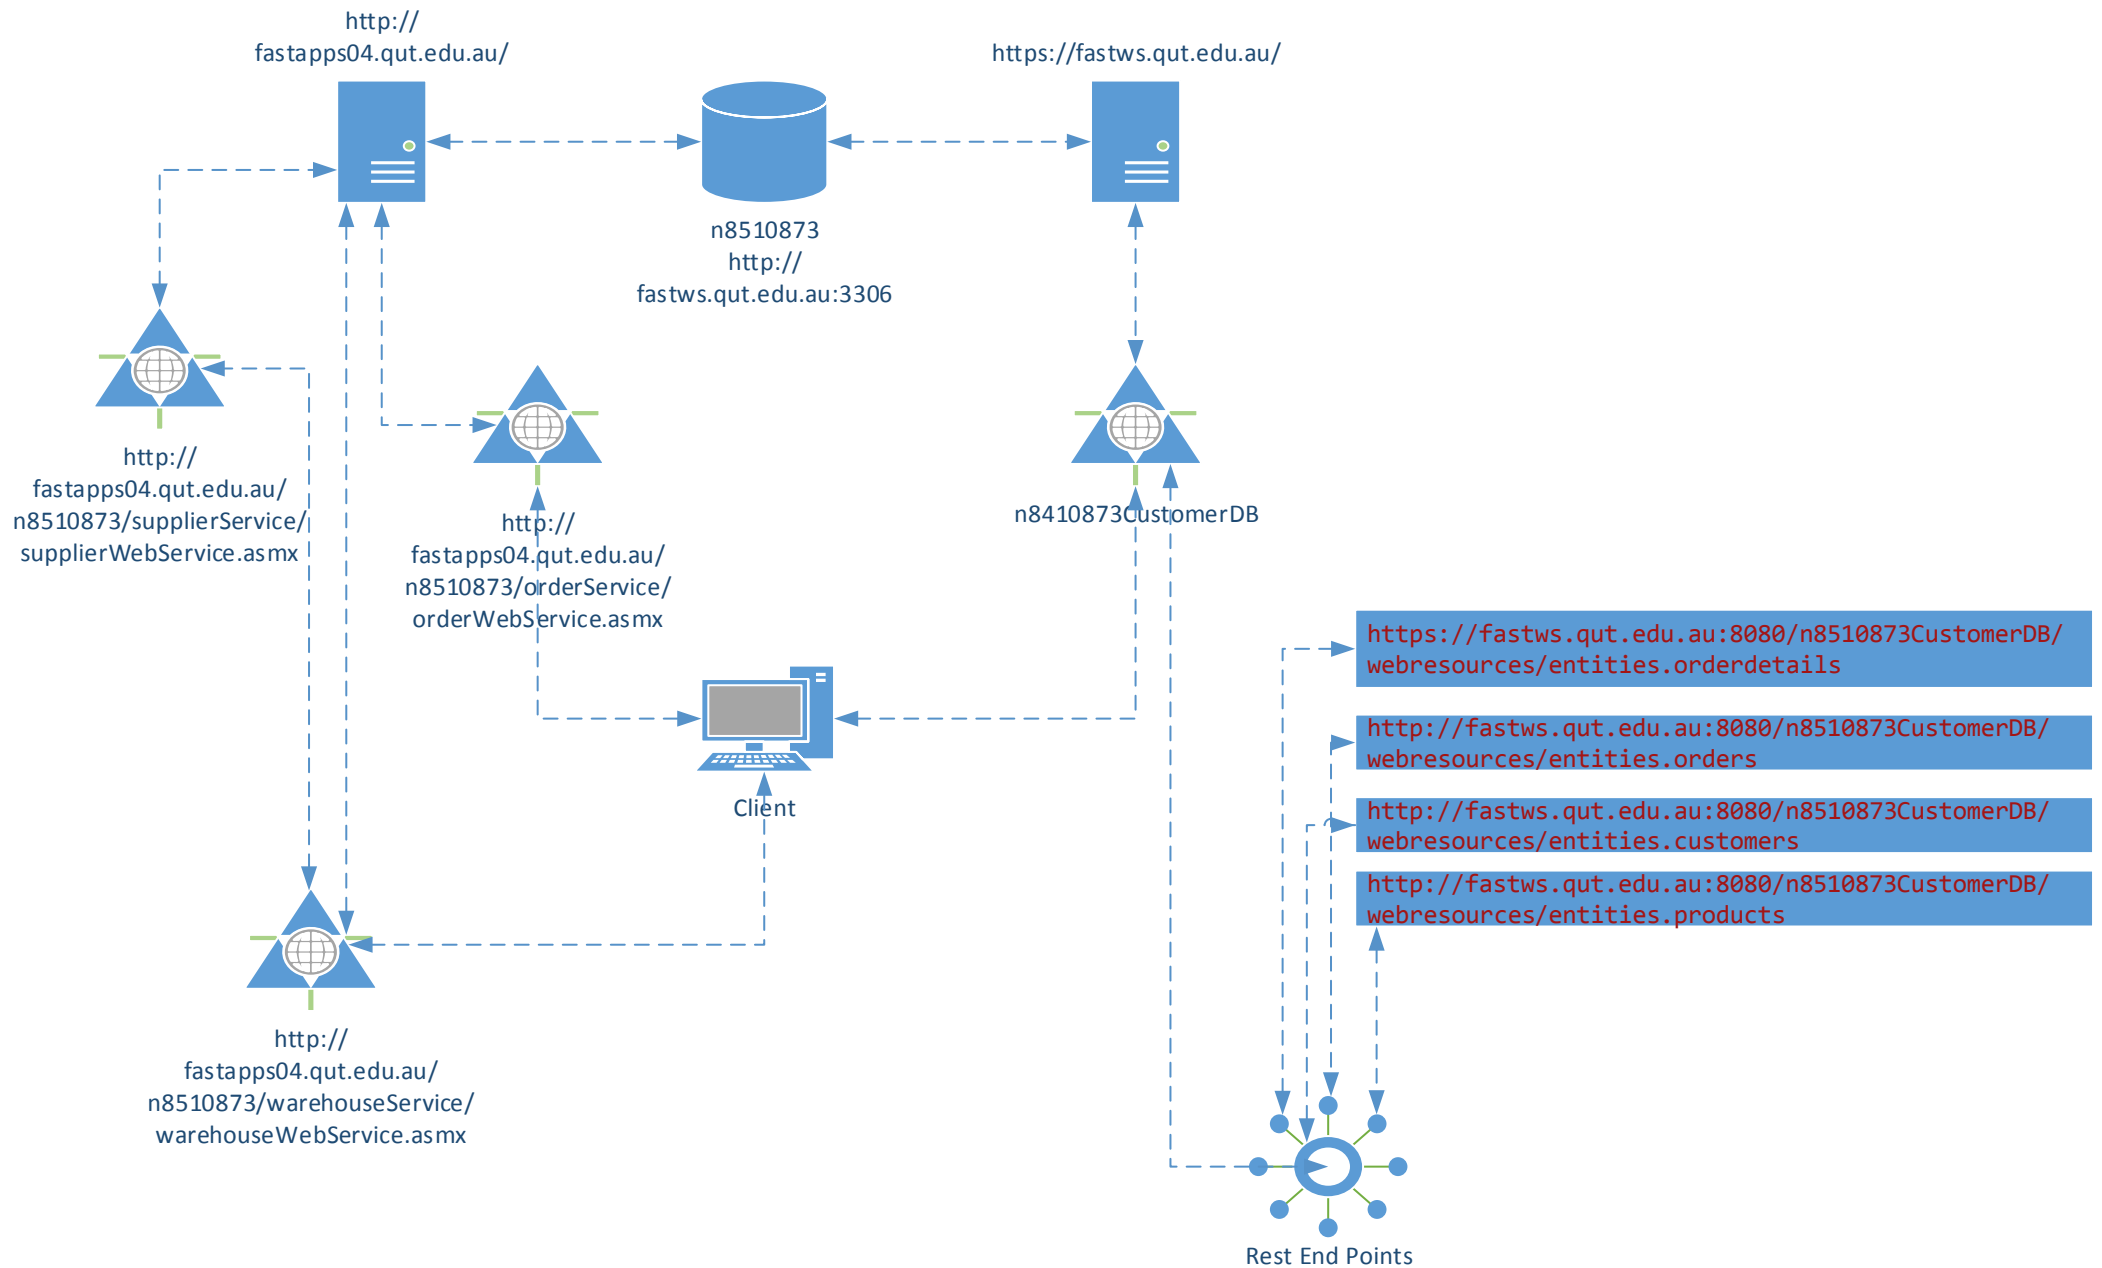 http://
fastapps04.qut.edu.au/
https://fastws.qut.edu.au/
n8510873
http://
fastws.qut.edu.au:3306
http://
fastapps04.qut.edu.au/
n8510873/supplierService/
supplierWebService.asmx
http://
fastapps04.qut.edu.au/
n8510873/orderService/
orderWebService.asmx
n8410873CustomerDB
https://fastws.qut.edu.au:8080/n8510873CustomerDB/
webresources/entities.orderdetails
http://fastws.qut.edu.au:8080/n8510873CustomerDB/
webresources/entities.orders
http://fastws.qut.edu.au:8080/n8510873CustomerDB/
webresources/entities.customers
http://fastws.qut.edu.au:8080/n8510873CustomerDB/
webresources/entities.products
Client
http://
fastapps04.qut.edu.au/
n8510873/warehouseService/
warehouseWebService.asmx
Rest End Points